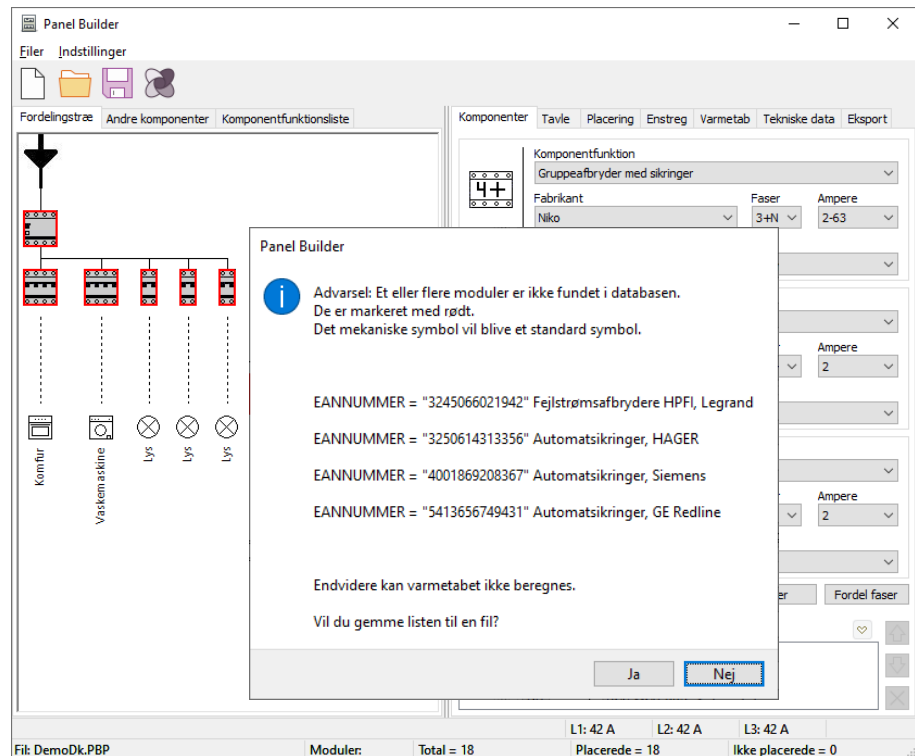 Panel Builder
Filer Indstillinger
Fordelingstræ Andre komponenter Komponentfunktionsliste
Komponenter Tavle Placering Enstreg Varmetab Tekniske data Eksport
Komponentfunktion
4+
Gruppeafbryder med sikringer
Fabrikant Faser Ampere
Niko 3+N 2-63
Panel Builder
Advarsel: Et eller flere moduler er ikke fundet i databasen.
De er markeret med rødt.
Det mekaniske symbol vil blive et standard symbol.
Ampere
2
EANNUMMER = "3245066021942" Fejlstrømsafbrydere HPFI, Legrand
EANNUMMER = "3250614313356" Automatsikringer, HAGER
EANNUMMER = "4001869208367" Automatsikringer, Siemens
EANNUMMER = "5413656749431" Automatsikringer, GE Redline
Ampere
2
Komfur
Vaskemaskine
Lys
Lys
Lys
Endvidere kan varmetabet ikke beregnes.
Vil du gemme listen til en fil?
Fordel faser
Ja Nej
L1: 42 A L2: 42 A L3: 42 A
Fil: DemoDk.PBP Moduler: Total = 18 Placerede = 18 Ikke placerede = 0